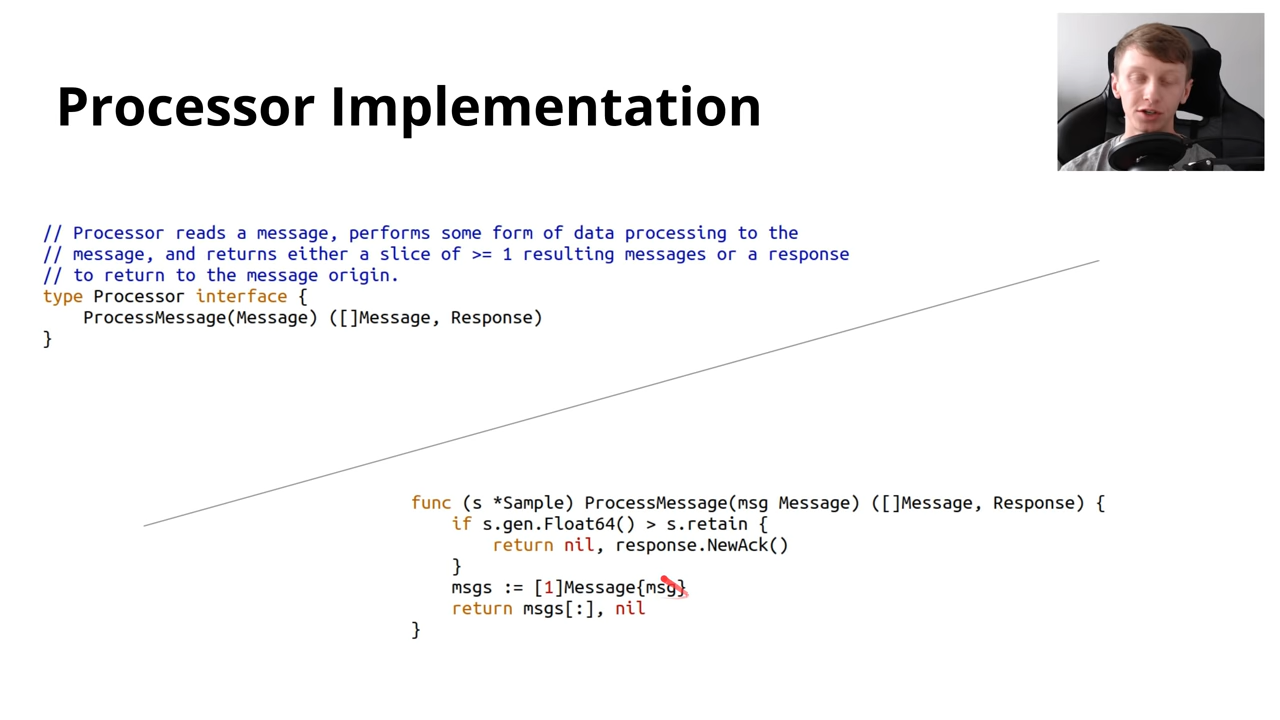 Processor Implementation
// Processor reads a message, performs some form of data processing to the
// message, and returns either a slice of >= 1 resulting messages or a response
// to return to the message origin.
type Processor interface {
    ProcessMessage(Message) ([]Message, Response)
}
func (s *Sample) ProcessMessage(msg Message) ([]Message, Response) {
    if s.gen.Float64() > s.retain {
        return nil, response.NewAck()
    }
    msgs := [1]Message{msg}
    return msgs[:], nil
}